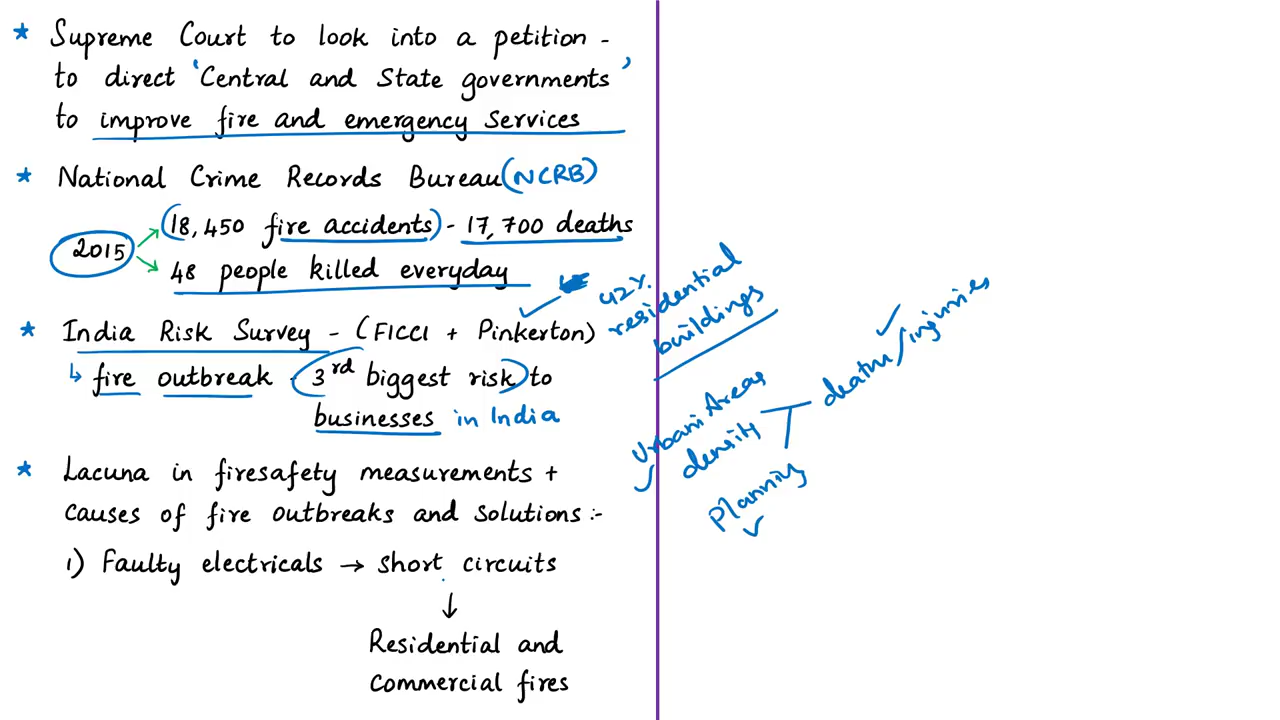 * Supreme Court to look into a petition -
to direct 'Central and State governments'
to improve fire and emergency services
* National Crime Records Bureau (NCRB)
2015
(18,450 fire accidents) - 17,700 deaths
48 people killed everyday
* India Risk Survey - (FICCI + Pinkerton)
↳ fire outbreak - 3rd biggest risk to
businesses in India
* Lacuna in firesafety measurements +
causes of fire outbreaks and solutions :-
1) Faulty electricals → short circuits
↓
Residential and
commercial fires
42%
residential
buildings
Urban Areas
density
deaths/injuries
Planning